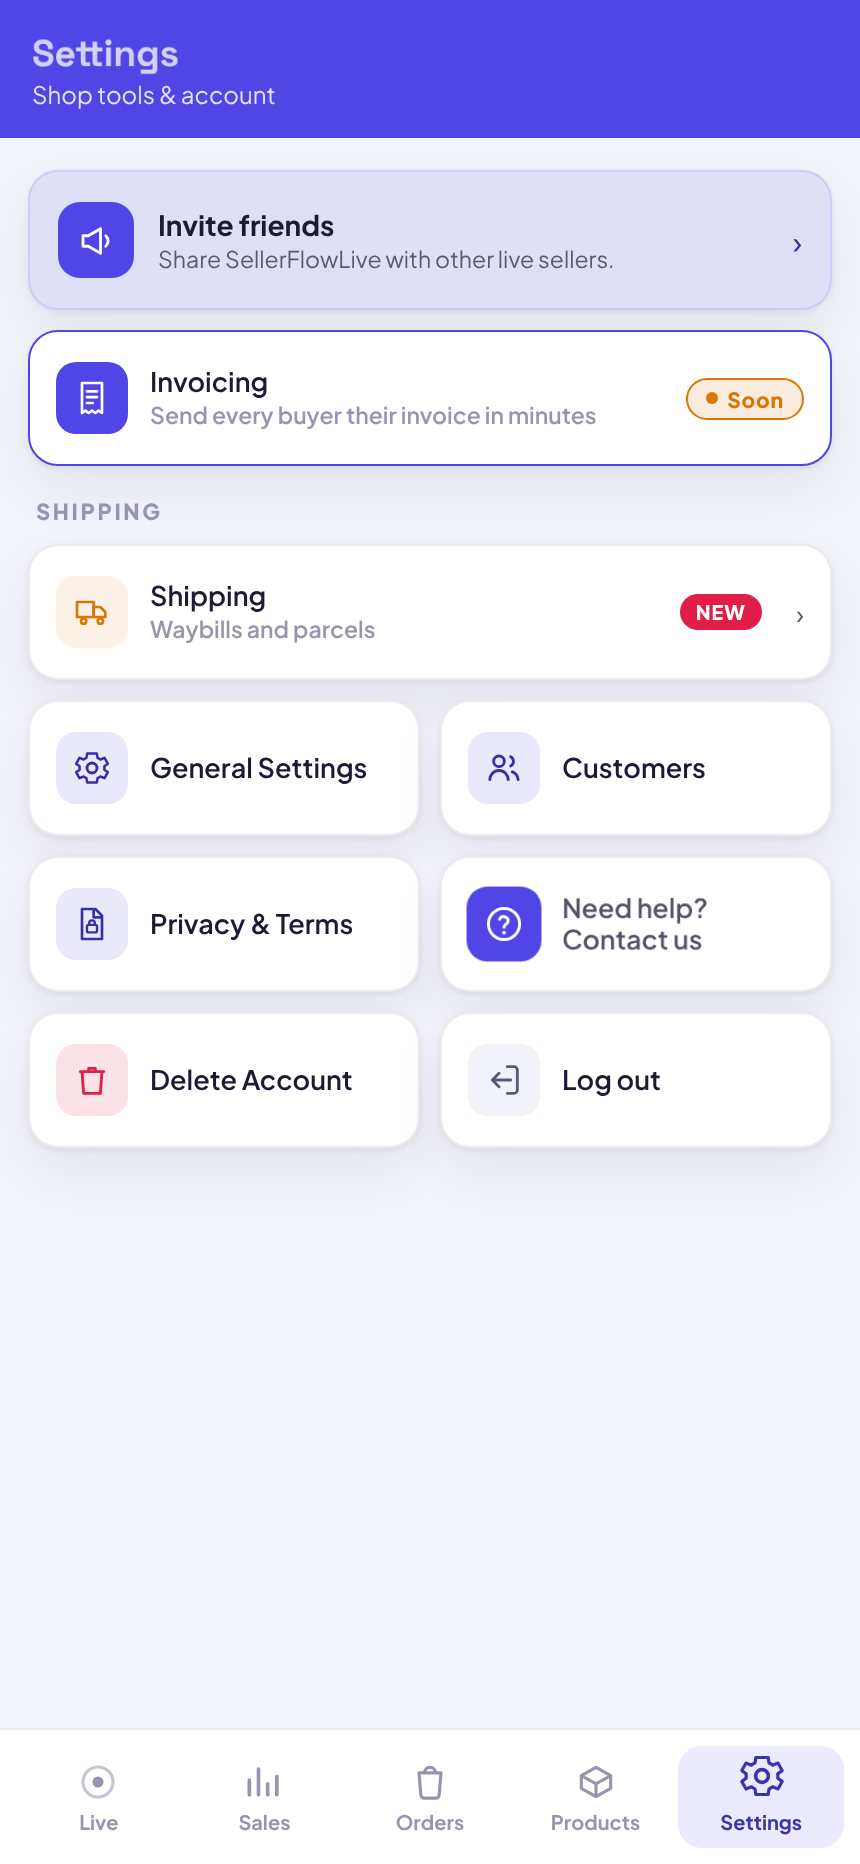 Settings
Shop tools & account
Invite friends
Share SellerFlowLive with other live sellers.
Invoicing
Send every buyer their invoice in minutes
Soon
SHIPPING
Shipping
Waybills and parcels
NEW
General Settings
Customers
Privacy & Terms
Need help?
Contact us
Delete Account
Log out
Live
Sales
Orders
Products
Settings